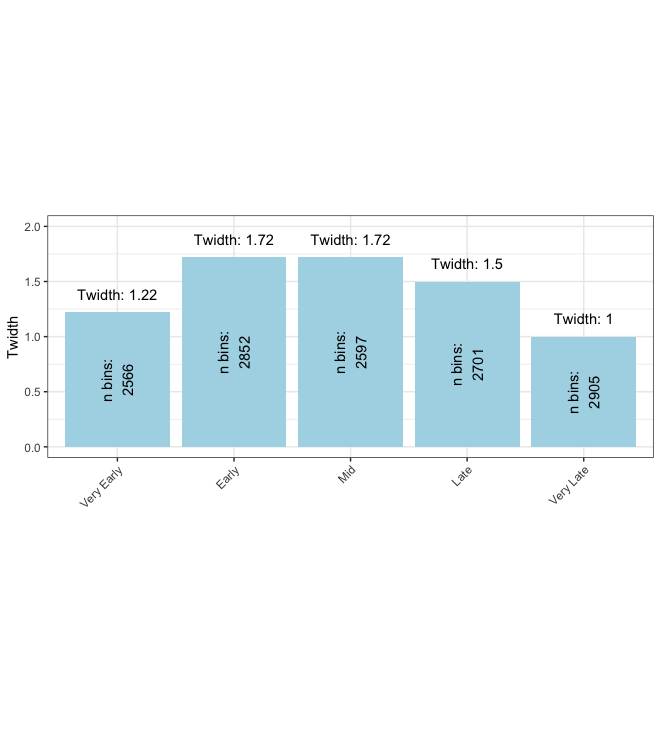 Twidth
2.0
1.5
1.0
0.5
0.0
Twidth: 1.22
Twidth: 1.72
Twidth: 1.72
Twidth: 1.5
Twidth: 1
n bins:
2566
n bins:
2852
n bins:
2597
n bins:
2701
n bins:
2905
Very Early
Early
Mid
Late
Very Late